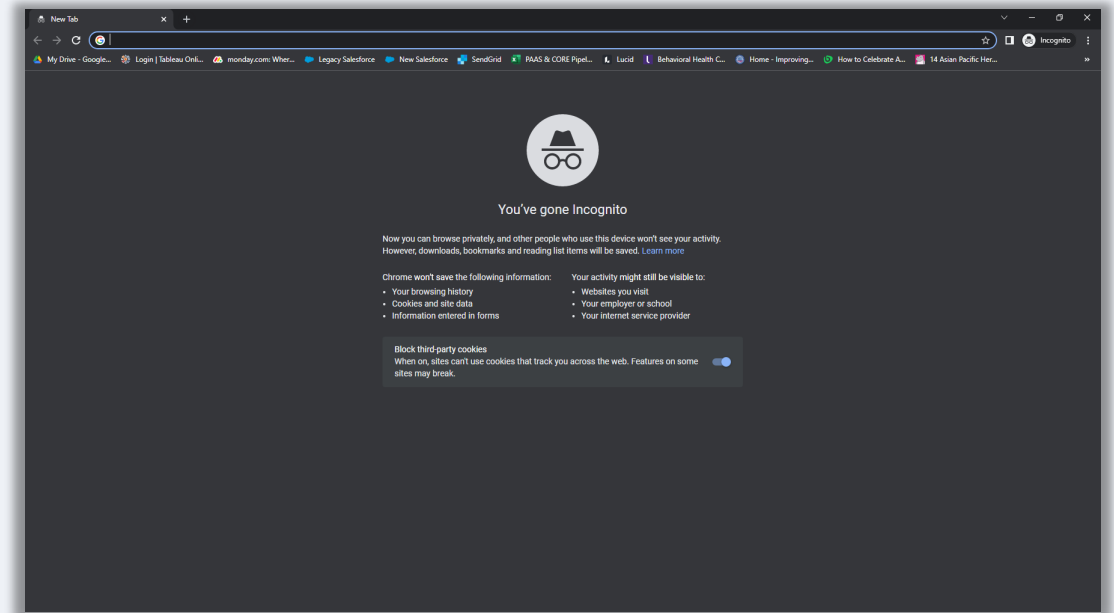 New Tab
Incognito
My Drive - Google... Login | Tableau Onli... monday.com: Wher... Legacy Salesforce New Salesforce SendGrid PAAS & CORE Pipel... Lucid Behavioral Health C... Home - Improving... How to Celebrate A... 14 Asian Pacific Her... »
You've gone Incognito
Now you can browse privately, and other people who use this device won't see your activity.
However, downloads, bookmarks and reading list items will be saved. Learn more
Chrome won't save the following information:
• Your browsing history
• Cookies and site data
• Information entered in forms
Your activity might still be visible to:
• Websites you visit
• Your employer or school
• Your internet service provider
Block third-party cookies
When on, sites can't use cookies that track you across the web. Features on some
sites may break.